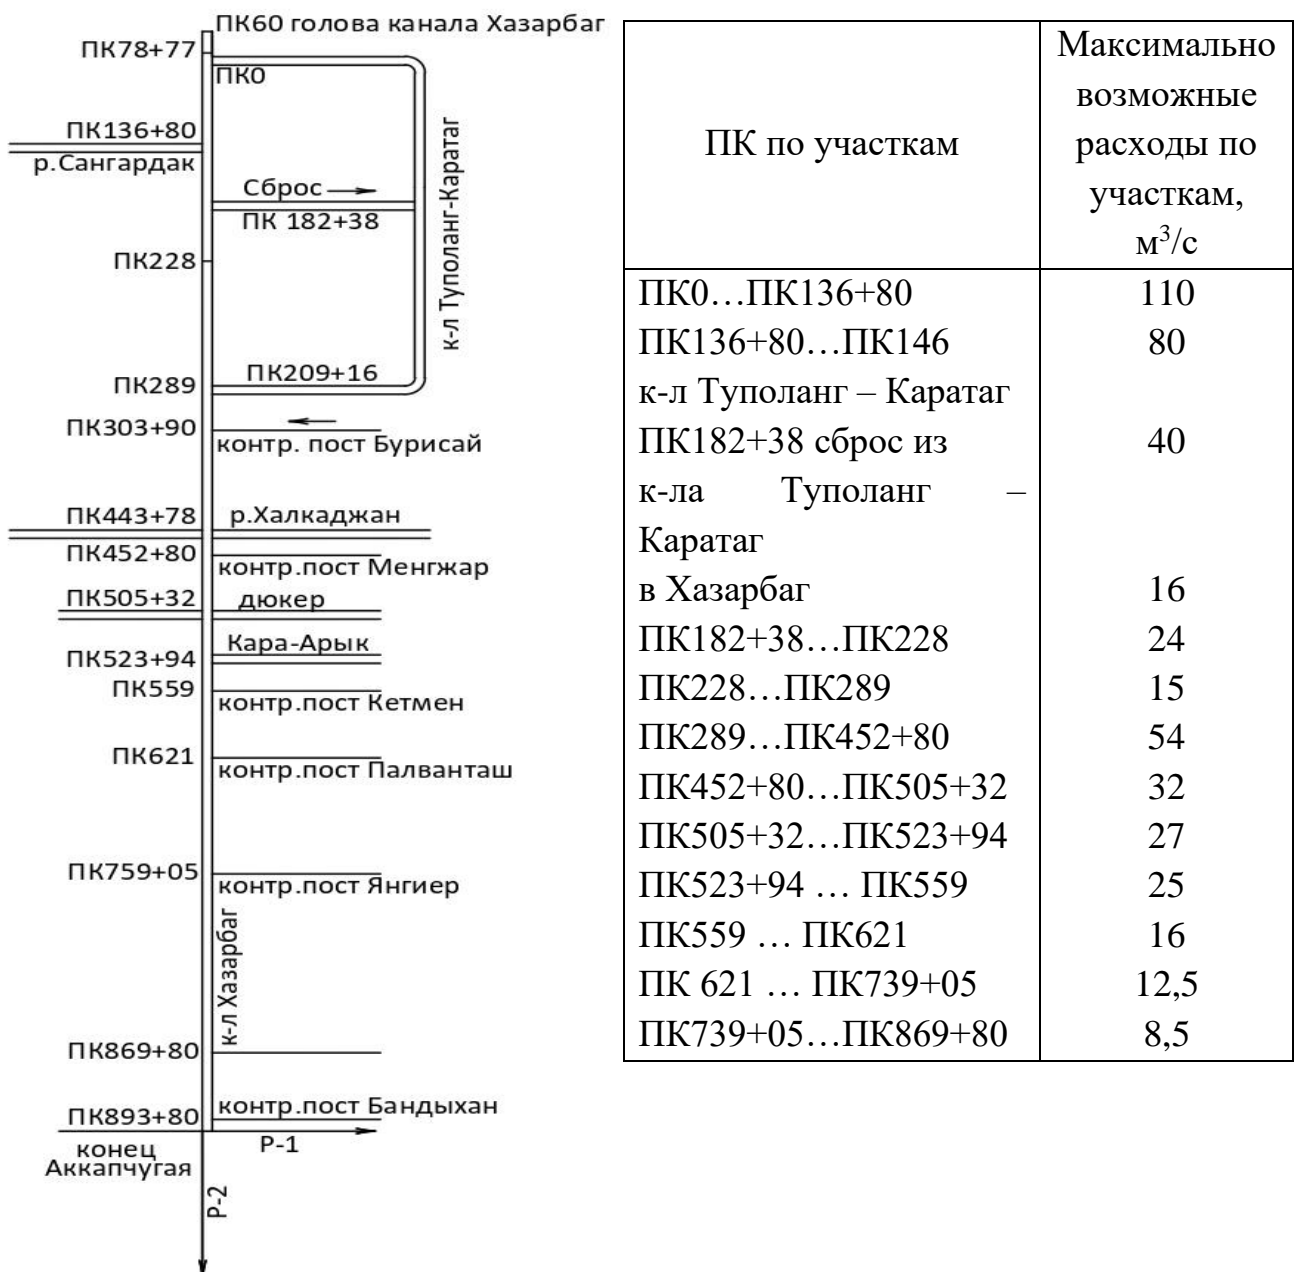 ПК60 голова канала Хазарбаг
ПК78+77
ПК0
ПК136+80
р.Сангардак
Сброс
ПК 182+38
к-л Туполанг-Каратаг
ПК228
ПК209+16
ПК289
ПК303+90
контр. пост Бурисай
ПК443+78
р.Халкаджан
ПК452+80
контр.пост Менгжар
ПК505+32
дюкер
Кара-Арык
ПК523+94
ПК559
контр.пост Кетмен
ПК621
контр.пост Палванташ
ПК759+05
контр.пост Янгиер
к-л Хазарбаг
ПК869+80
контр.пост Бандыхан
ПК893+80
Р-1
конец
Аккапчугая
Р-2
ПК по участкам
Максимально
возможные
расходы по
участкам,
м³/с
ПК0…ПК136+80 110
ПК136+80…ПК146 80
к-л Туполанг – Каратаг
ПК182+38 сброс из 40
к-ла Туполанг –
Каратаг
в Хазарбаг 16
ПК182+38…ПК228 24
ПК228…ПК289 15
ПК289…ПК452+80 54
ПК452+80…ПК505+32 32
ПК505+32…ПК523+94 27
ПК523+94 … ПК559 25
ПК559 … ПК621 16
ПК 621 … ПК739+05 12,5
ПК739+05…ПК869+80 8,5